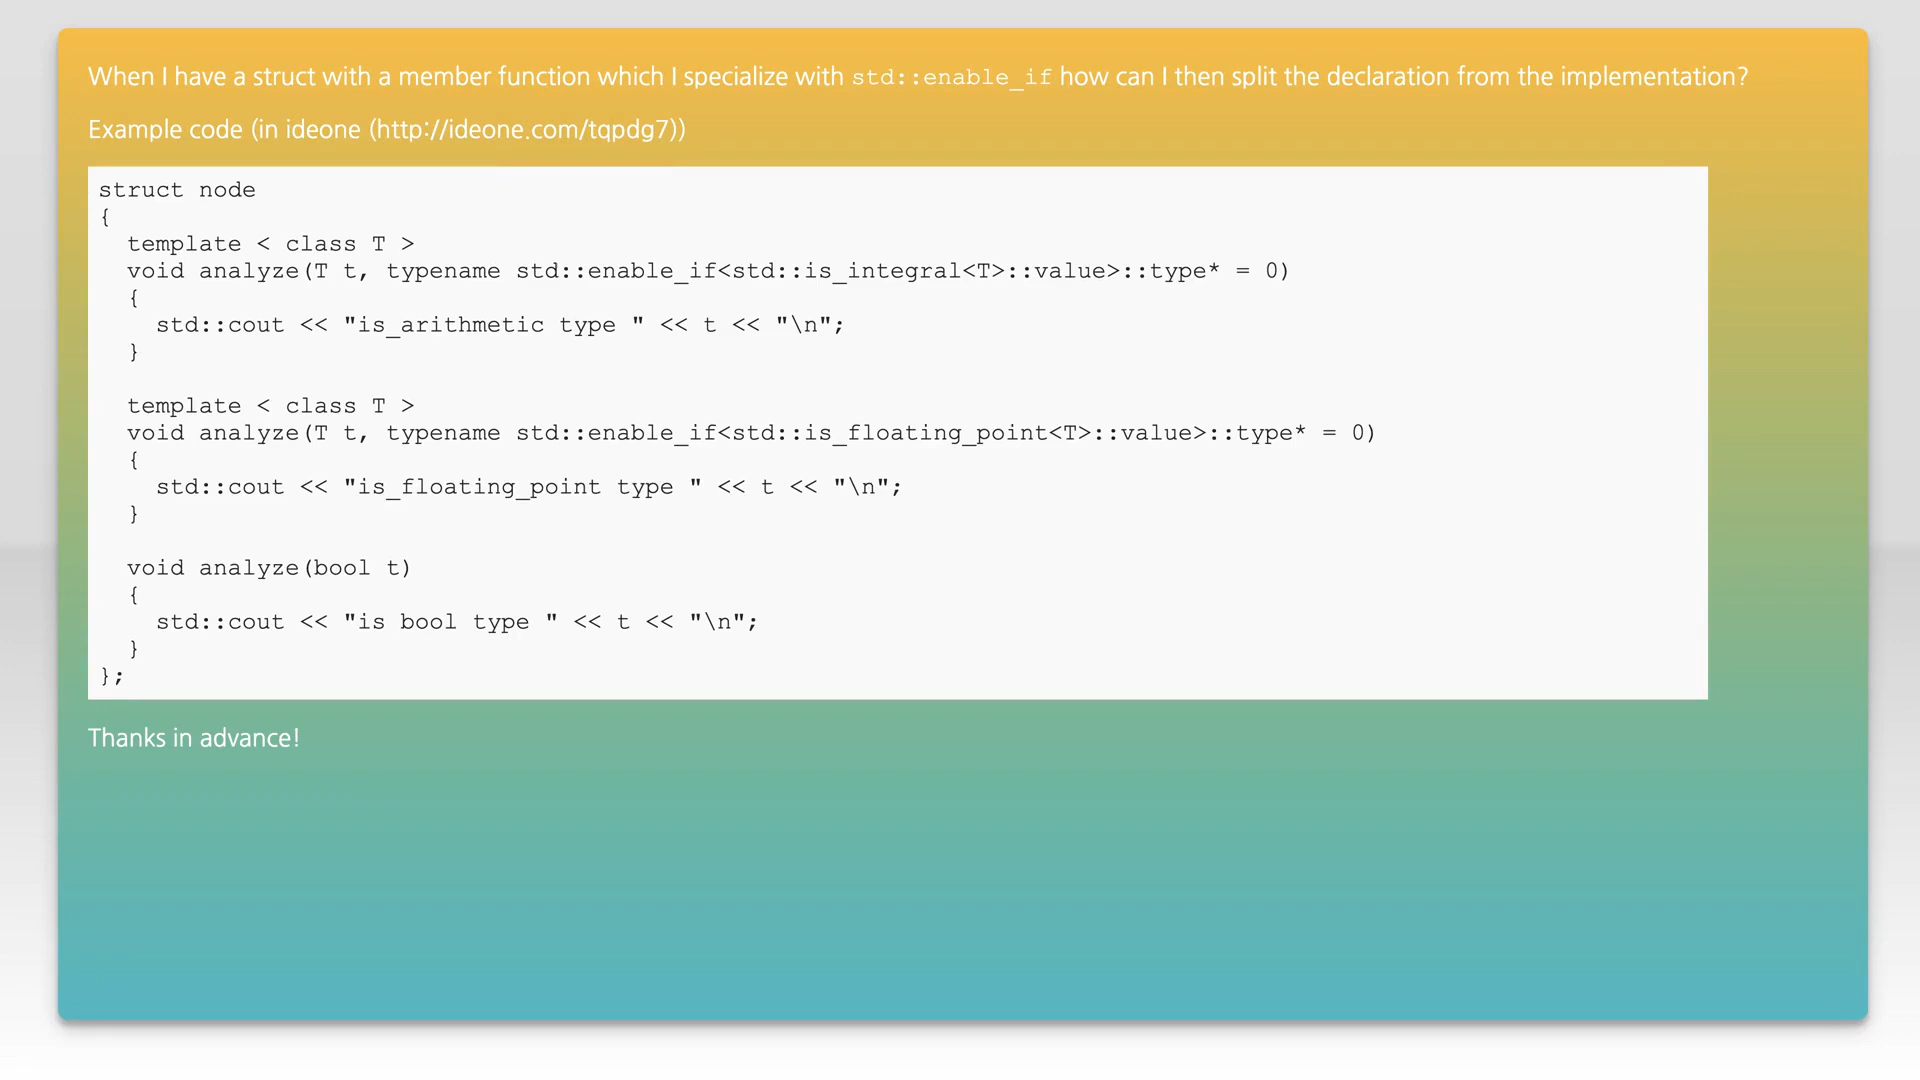 When I have a struct with a member function which I specialize with std::enable_if how can I then split the declaration from the implementation?
Example code (in ideone (http://ideone.com/tqpdg7))
struct node
{
  template < class T >
  void analyze(T t, typename std::enable_if<std::is_integral<T>::value>::type* = 0)
  {
    std::cout << "is_arithmetic type " << t << "\n";
  }

  template < class T >
  void analyze(T t, typename std::enable_if<std::is_floating_point<T>::value>::type* = 0)
  {
    std::cout << "is_floating_point type " << t << "\n";
  }

  void analyze(bool t)
  {
    std::cout << "is bool type " << t << "\n";
  }
};
Thanks in advance!